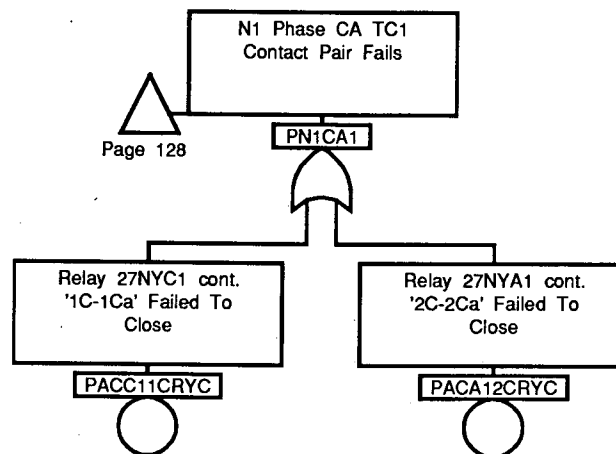 N1 Phase CA TC1
Contact Pair Fails
Page 128
PN1CA1
Relay 27NYC1 cont.
'1C-1Ca' Failed To
Close
PACC11CRYC
Relay 27NYA1 cont.
'2C-2Ca' Failed To
Close
PACA12CRYC